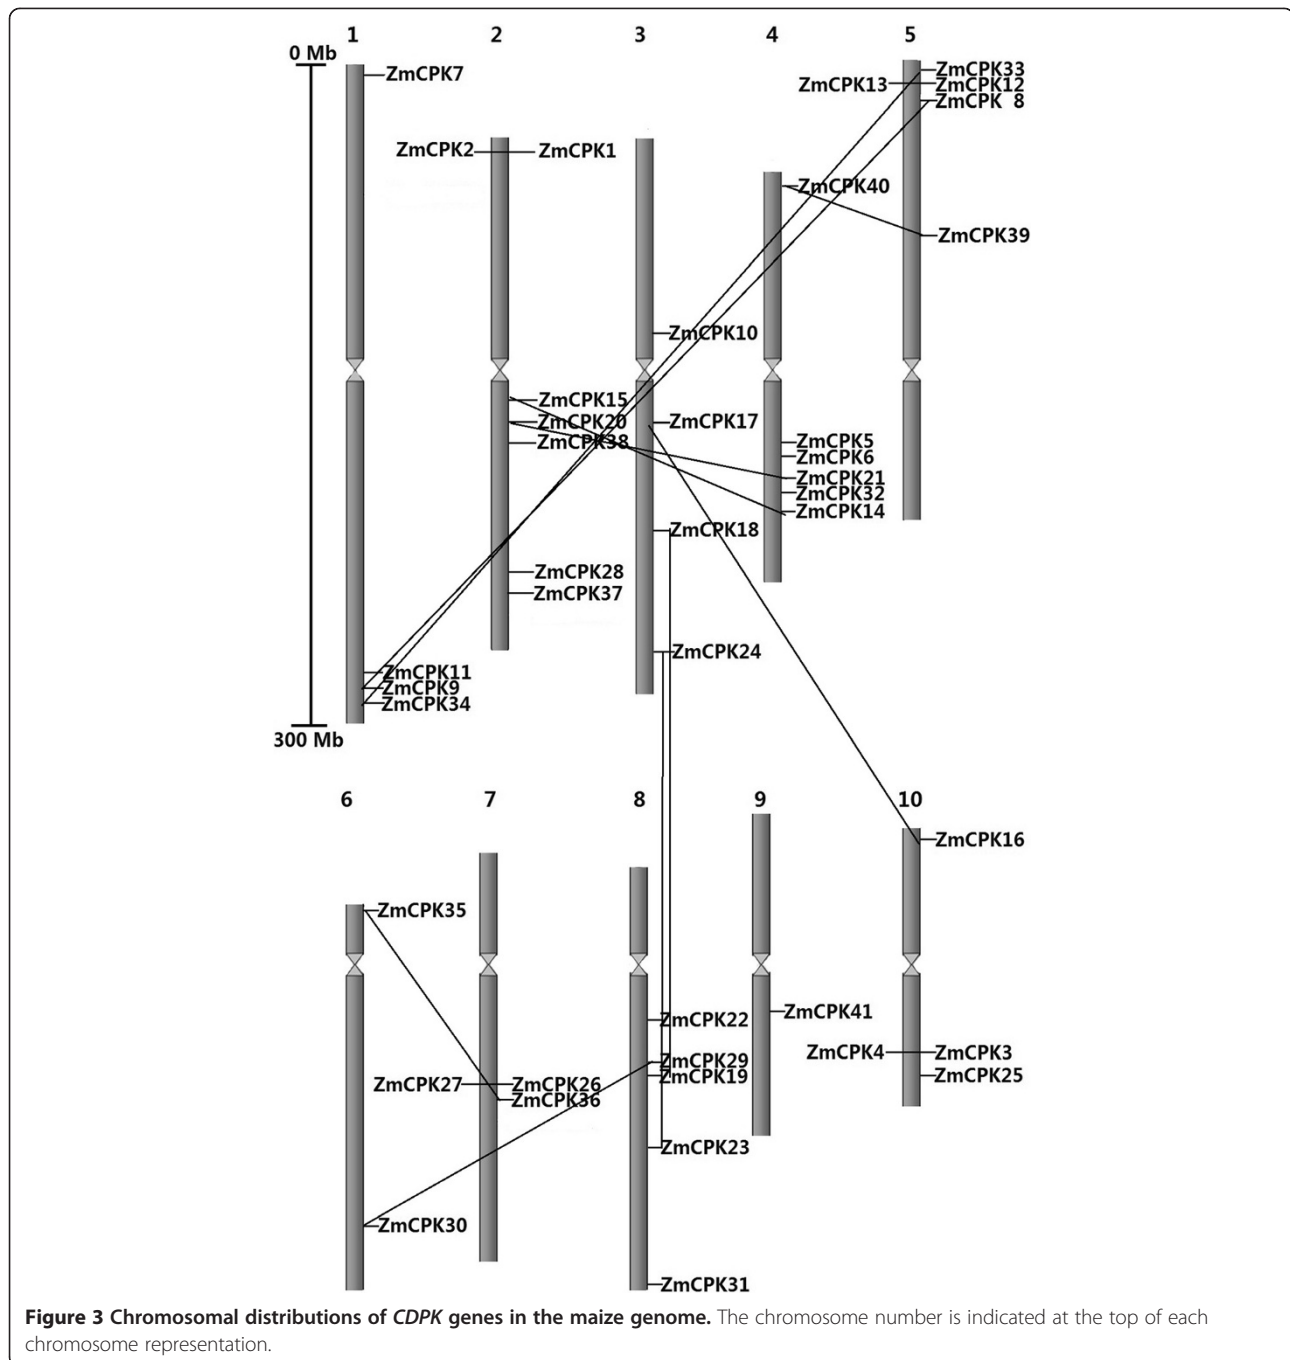 1 2 3 4 5
0 Mb
ZmCPK7
ZmCPK13 ZmCPK33
ZmCPK12
ZmCPK 8
ZmCPK2 ZmCPK1
ZmCPK40
ZmCPK39
ZmCPK10
ZmCPK15
ZmCPK20 ZmCPK17
ZmCPK38 ZmCPK5
ZmCPK6
ZmCPK21
ZmCPK32
ZmCPK14
ZmCPK18
ZmCPK28
ZmCPK37
ZmCPK24
ZmCPK11
ZmCPK9
ZmCPK34
300 Mb
6 7 8 9 10
ZmCPK16
ZmCPK35
ZmCPK41
ZmCPK22
ZmCPK4 ZmCPK3
ZmCPK29
ZmCPK19 ZmCPK25
ZmCPK27 ZmCPK26
ZmCPK36
ZmCPK23
ZmCPK30
ZmCPK31
Figure 3 Chromosomal distributions of CDPK genes in the maize genome. The chromosome number is indicated at the top of each
chromosome representation.